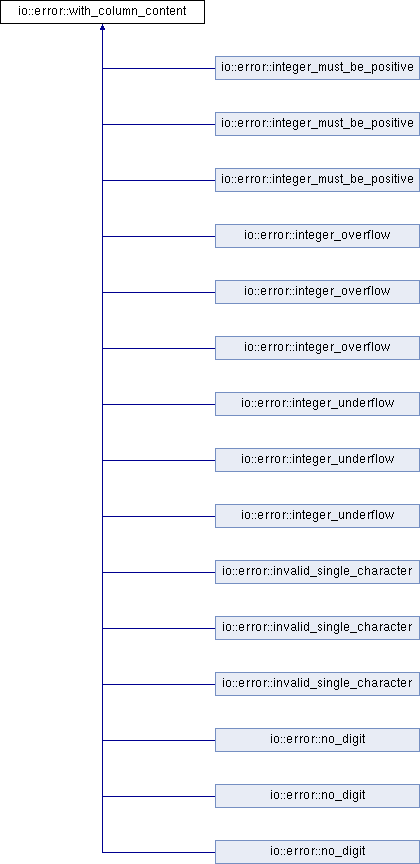 io::error::with_column_content
io::error::integer_must_be_positive
io::error::integer_must_be_positive
io::error::integer_must_be_positive
io::error::integer_overflow
io::error::integer_overflow
io::error::integer_overflow
io::error::integer_underflow
io::error::integer_underflow
io::error::integer_underflow
io::error::invalid_single_character
io::error::invalid_single_character
io::error::invalid_single_character
io::error::no_digit
io::error::no_digit
io::error::no_digit